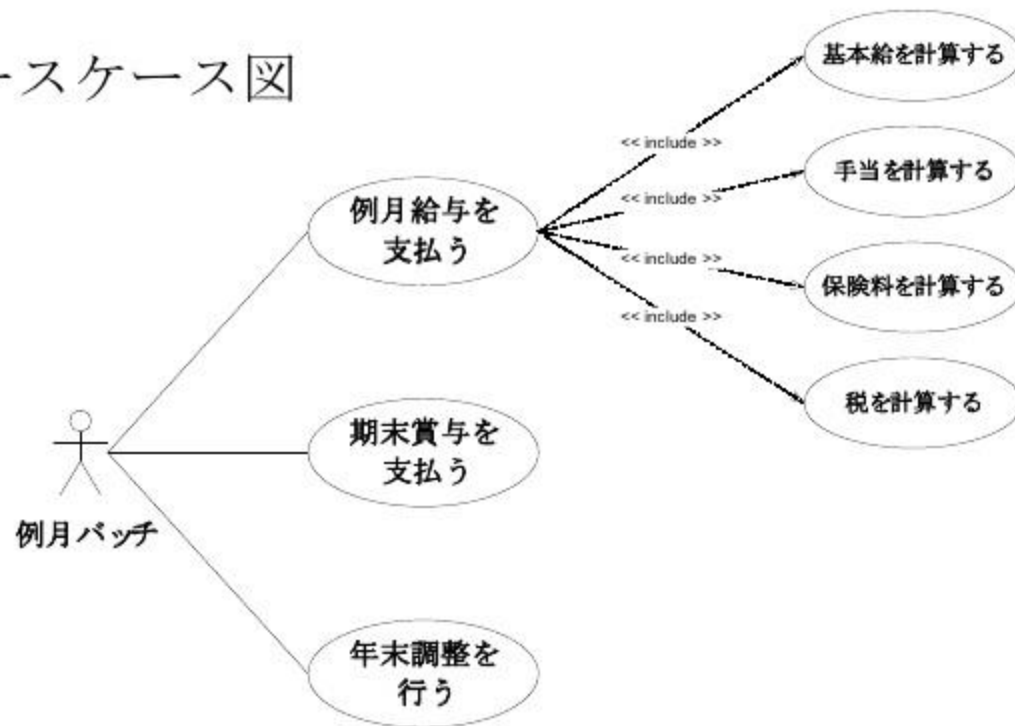 ースケース図
基本給を計算する
<< include >>
手当を計算する
<< include >>
例月給与を
支払う
<< include >>
保険料を計算する
<< include >>
税を計算する
期末賞与を
支払う
例月バッチ
年末調整を
行う